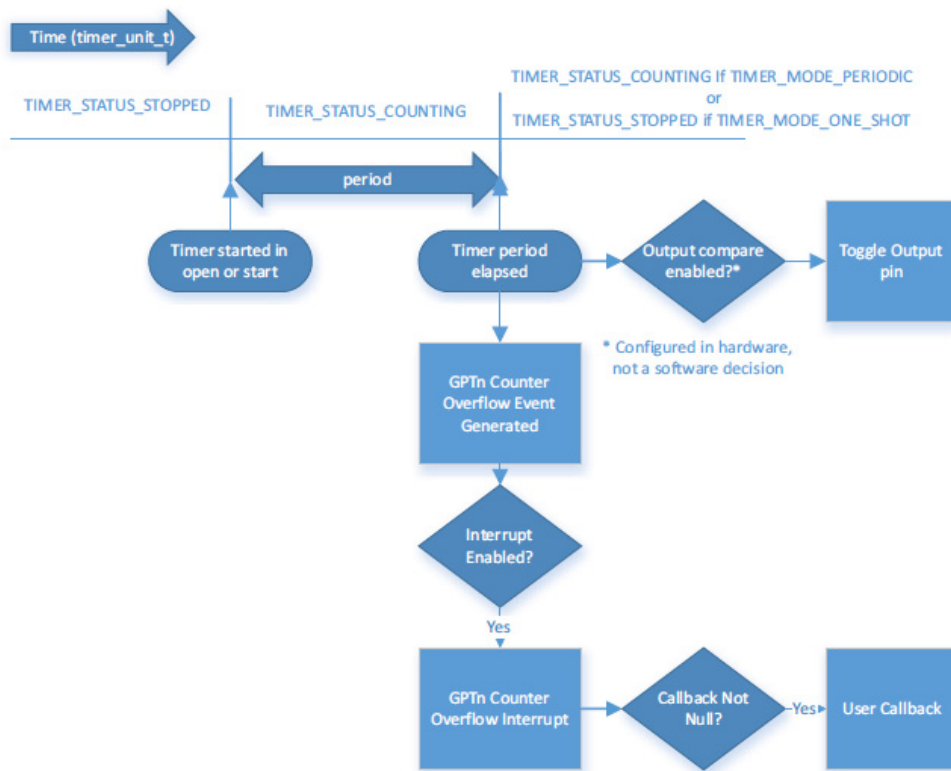 Time (timer_unit_t)
TIMER_STATUS_STOPPED
TIMER_STATUS_COUNTING
TIMER_STATUS_COUNTING If TIMER_MODE_PERIODIC
or
TIMER_STATUS_STOPPED if TIMER_MODE_ONE_SHOT
period
Timer started in
open or start
Timer period
elapsed
Output compare
enabled?*
Toggle Output
pin
* Configured in hardware,
not a software decision
GPTn Counter
Overflow Event
Generated
Interrupt
Enabled?
Yes
GPTn Counter
Overflow Interrupt
Callback Not
Null?
Yes
User Callback